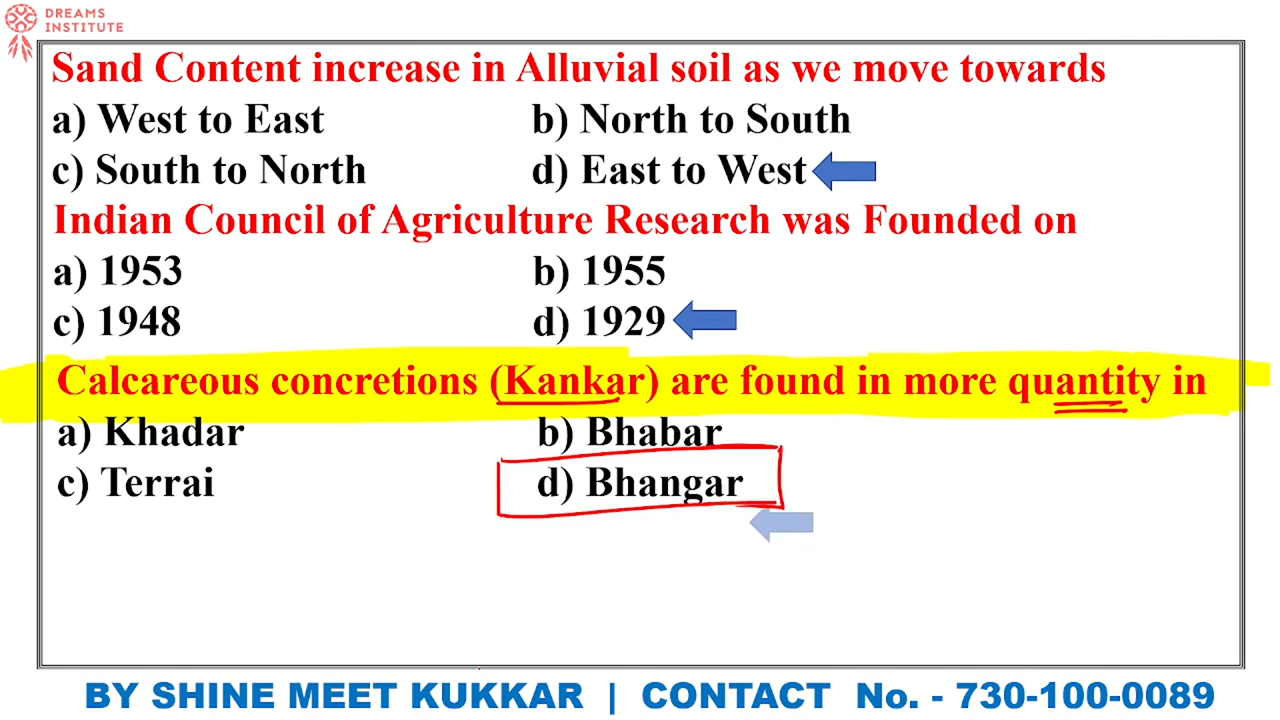 DREAMS
INSTITUTE
Sand Content increase in Alluvial soil as we move towards
a) West to East b) North to South
c) South to North d) East to West
Indian Council of Agriculture Research was Founded on
a) 1953 b) 1955
c) 1948 d) 1929
Calcareous concretions (Kankar) are found in more quantity in
a) Khadar b) Bhabar
c) Terrai d) Bhangar
BY SHINE MEET KUKKAR | CONTACT No. - 730-100-0089